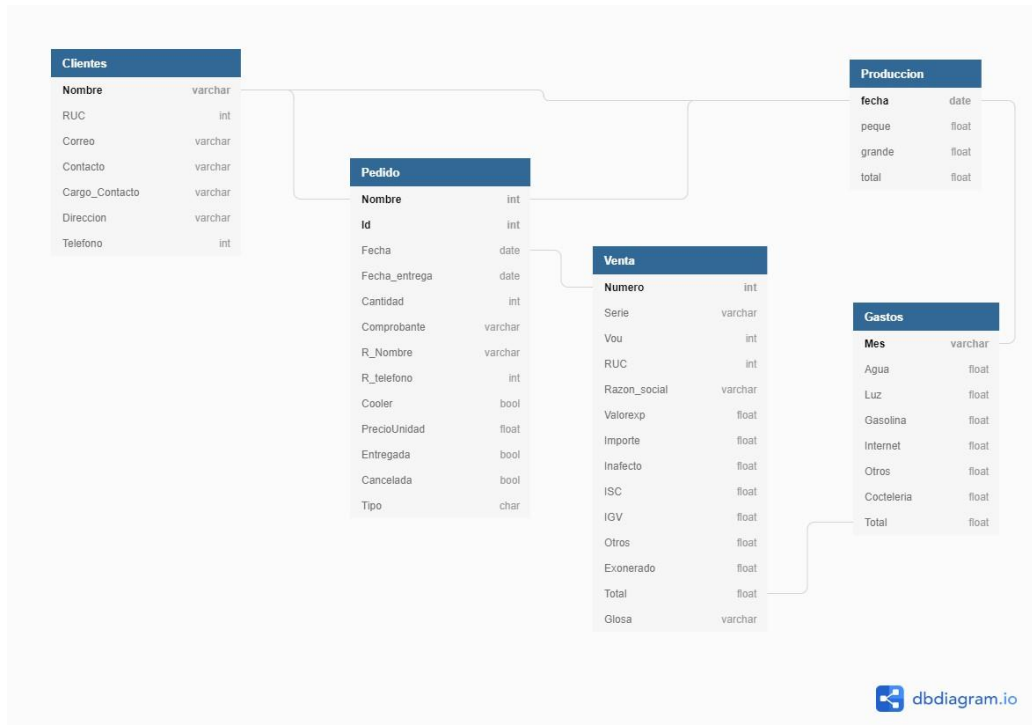 Clientes
Nombre varchar
RUC int
Correo varchar
Contacto varchar
Cargo_Contacto varchar
Direccion varchar
Telefono int
Pedido
Nombre int
Id int
Fecha date
Fecha_entrega date
Cantidad int
Comprobante varchar
R_Nombre varchar
R_telefono int
Cooler bool
PrecioUnidad float
Entregada bool
Cancelada bool
Tipo char
Venta
Numero int
Serie varchar
Vou int
RUC int
Razon_social varchar
Valorexp float
Importe float
Inafecto float
ISC float
IGV float
Otros float
Exonerado float
Total float
Glosa varchar
Produccion
fecha date
peque float
grande float
total float
Gastos
Mes varchar
Agua float
Luz float
Gasolina float
Internet float
Otros float
Cocteleria float
Total float
dbdiagram.io